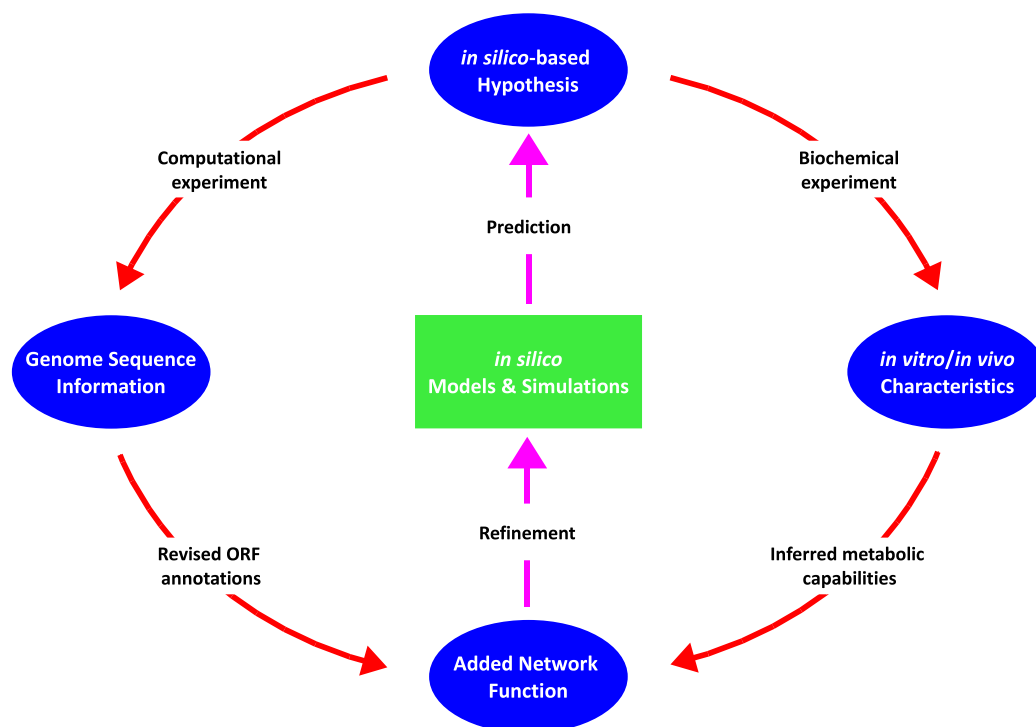 in silico-based
Hypothesis
Computational
experiment
Biochemical
experiment
Prediction
Genome Sequence
Information
in silico
Models & Simulations
in vitro/in vivo
Characteristics
Refinement
Revised ORF
annotations
Inferred metabolic
capabilities
Added Network
Function